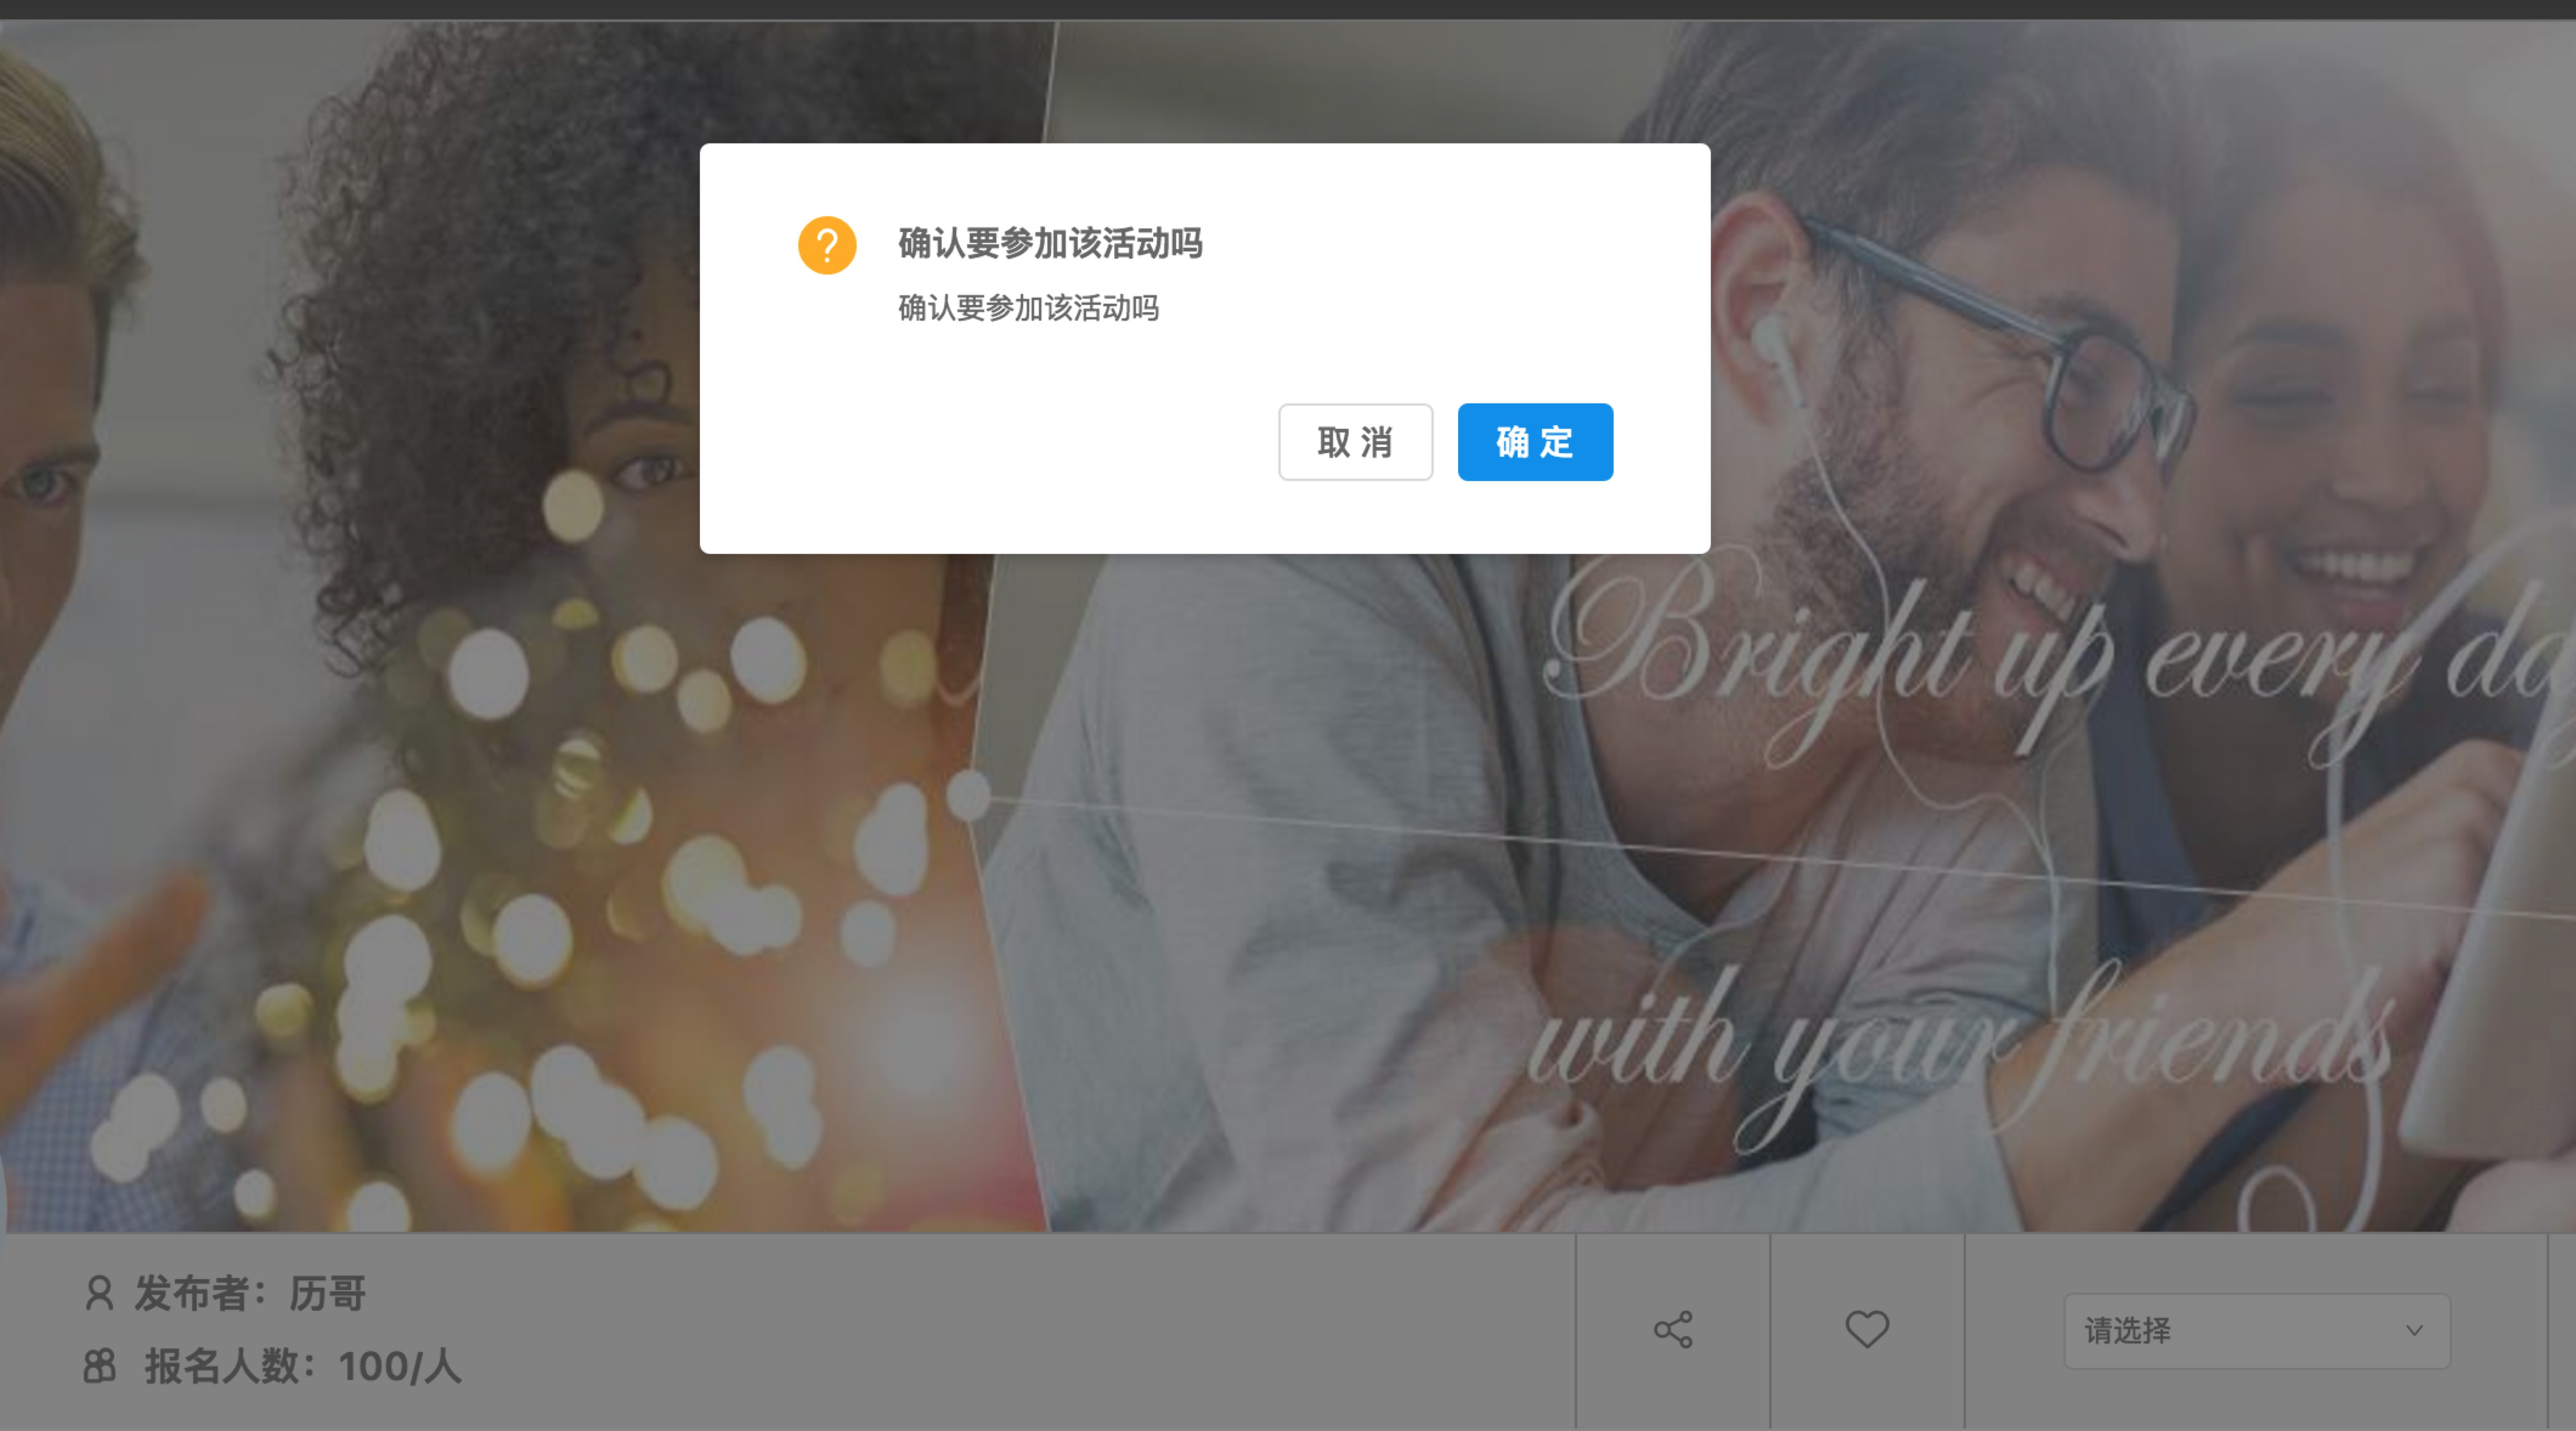 确认要参加该活动吗
确认要参加该活动吗
取 消
确 定
Bright up every
with your friends
发布者：历哥
报名人数：100/人
请选择